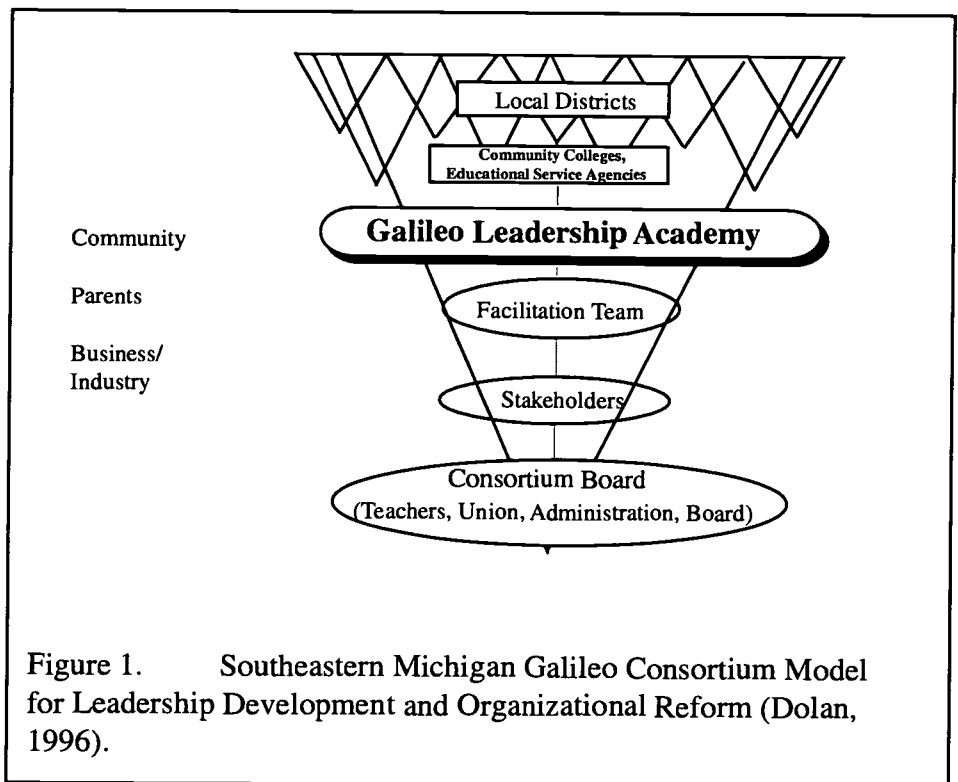 Local Districts
Community Colleges,
Educational Service Agencies
Galileo Leadership Academy
Community
Parents
Business/
Industry
Facilitation Team
Stakeholders
Consortium Board
(Teachers, Union, Administration, Board)
Figure 1. Southeastern Michigan Galileo Consortium Model
for Leadership Development and Organizational Reform (Dolan,
1996).